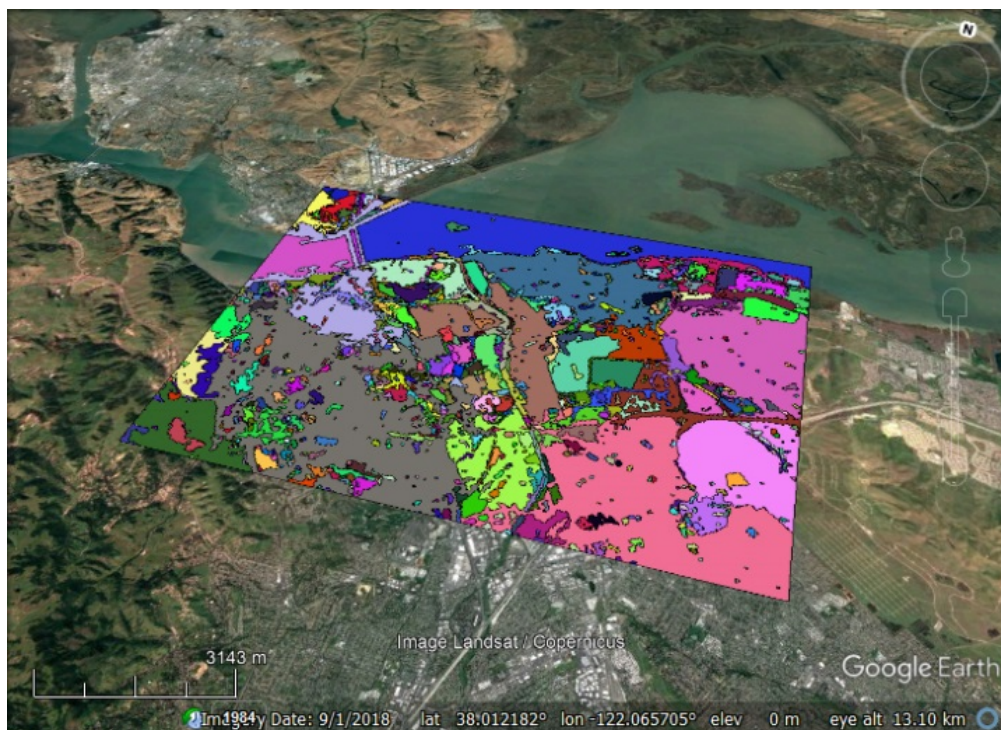 N
3143 m
Image Landsat / Copernicus
Google Earth
1984
Imagery Date: 9/1/2018 lat 38.012182° lon -122.065705° elev 0 m eye alt 13.10 km